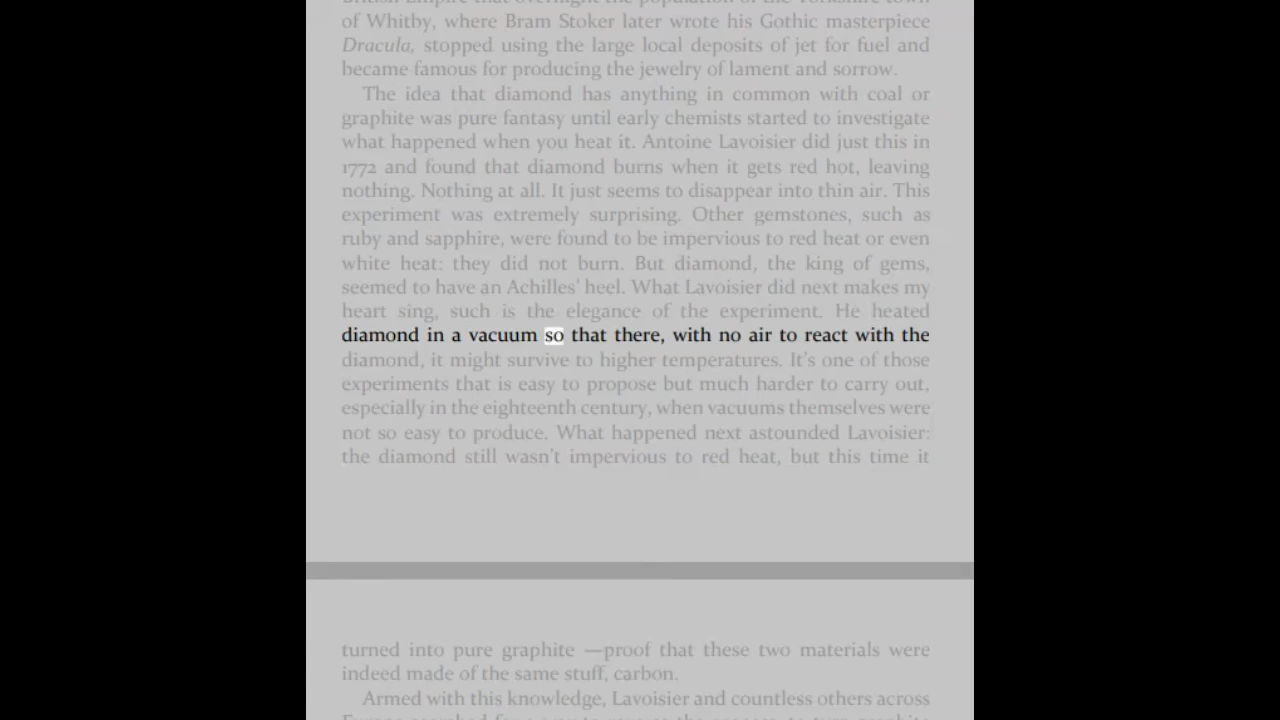 of Whitby, where Bram Stoker later wrote his Gothic masterpiece
Dracula, stopped using the large local deposits of jet for fuel and
became famous for producing the jewelry of lament and sorrow.
The idea that diamond has anything in common with coal or
graphite was pure fantasy until early chemists started to investigate
what happened when you heat it. Antoine Lavoisier did just this in
1772 and found that diamond burns when it gets red hot, leaving
nothing. Nothing at all. It just seems to disappear into thin air. This
experiment was extremely surprising. Other gemstones, such as
ruby and sapphire, were found to be impervious to red heat or even
white heat: they did not burn. But diamond, the king of gems,
seemed to have an Achilles' heel. What Lavoisier did next makes my
heart sing, such is the elegance of the experiment. He heated
diamond in a vacuum so that there, with no air to react with the
diamond, it might survive to higher temperatures. It's one of those
experiments that is easy to propose but much harder to carry out,
especially in the eighteenth century, when vacuums themselves were
not so easy to produce. What happened next astounded Lavoisier:
the diamond still wasn't impervious to red heat, but this time it
turned into pure graphite —proof that these two materials were
indeed made of the same stuff, carbon.
Armed with this knowledge, Lavoisier and countless others across